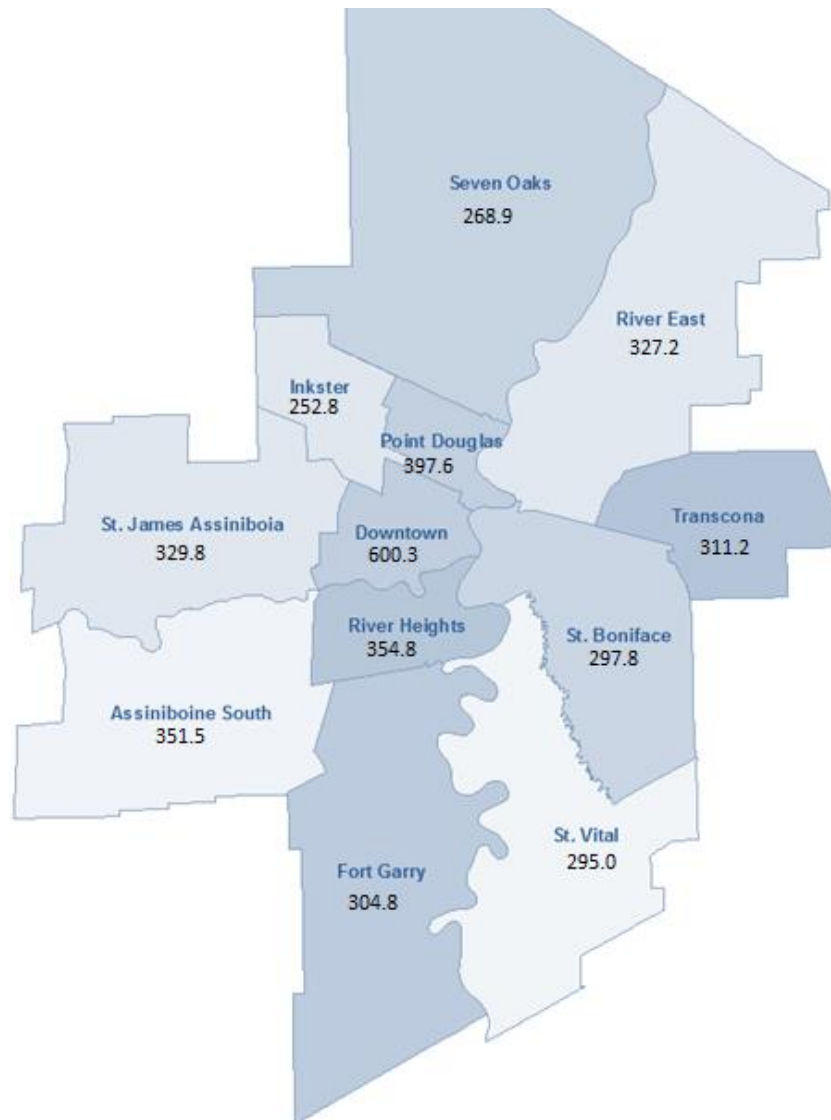 Seven Oaks
268.9
River East
327.2
Inkster
252.8
Point Douglas
397.6
St. James Assiniboia
329.8
Downtown
600.3
Transcona
311.2
River Heights
354.8
St. Boniface
297.8
Assiniboine South
351.5
St. Vital
295.0
Fort Garry
304.8